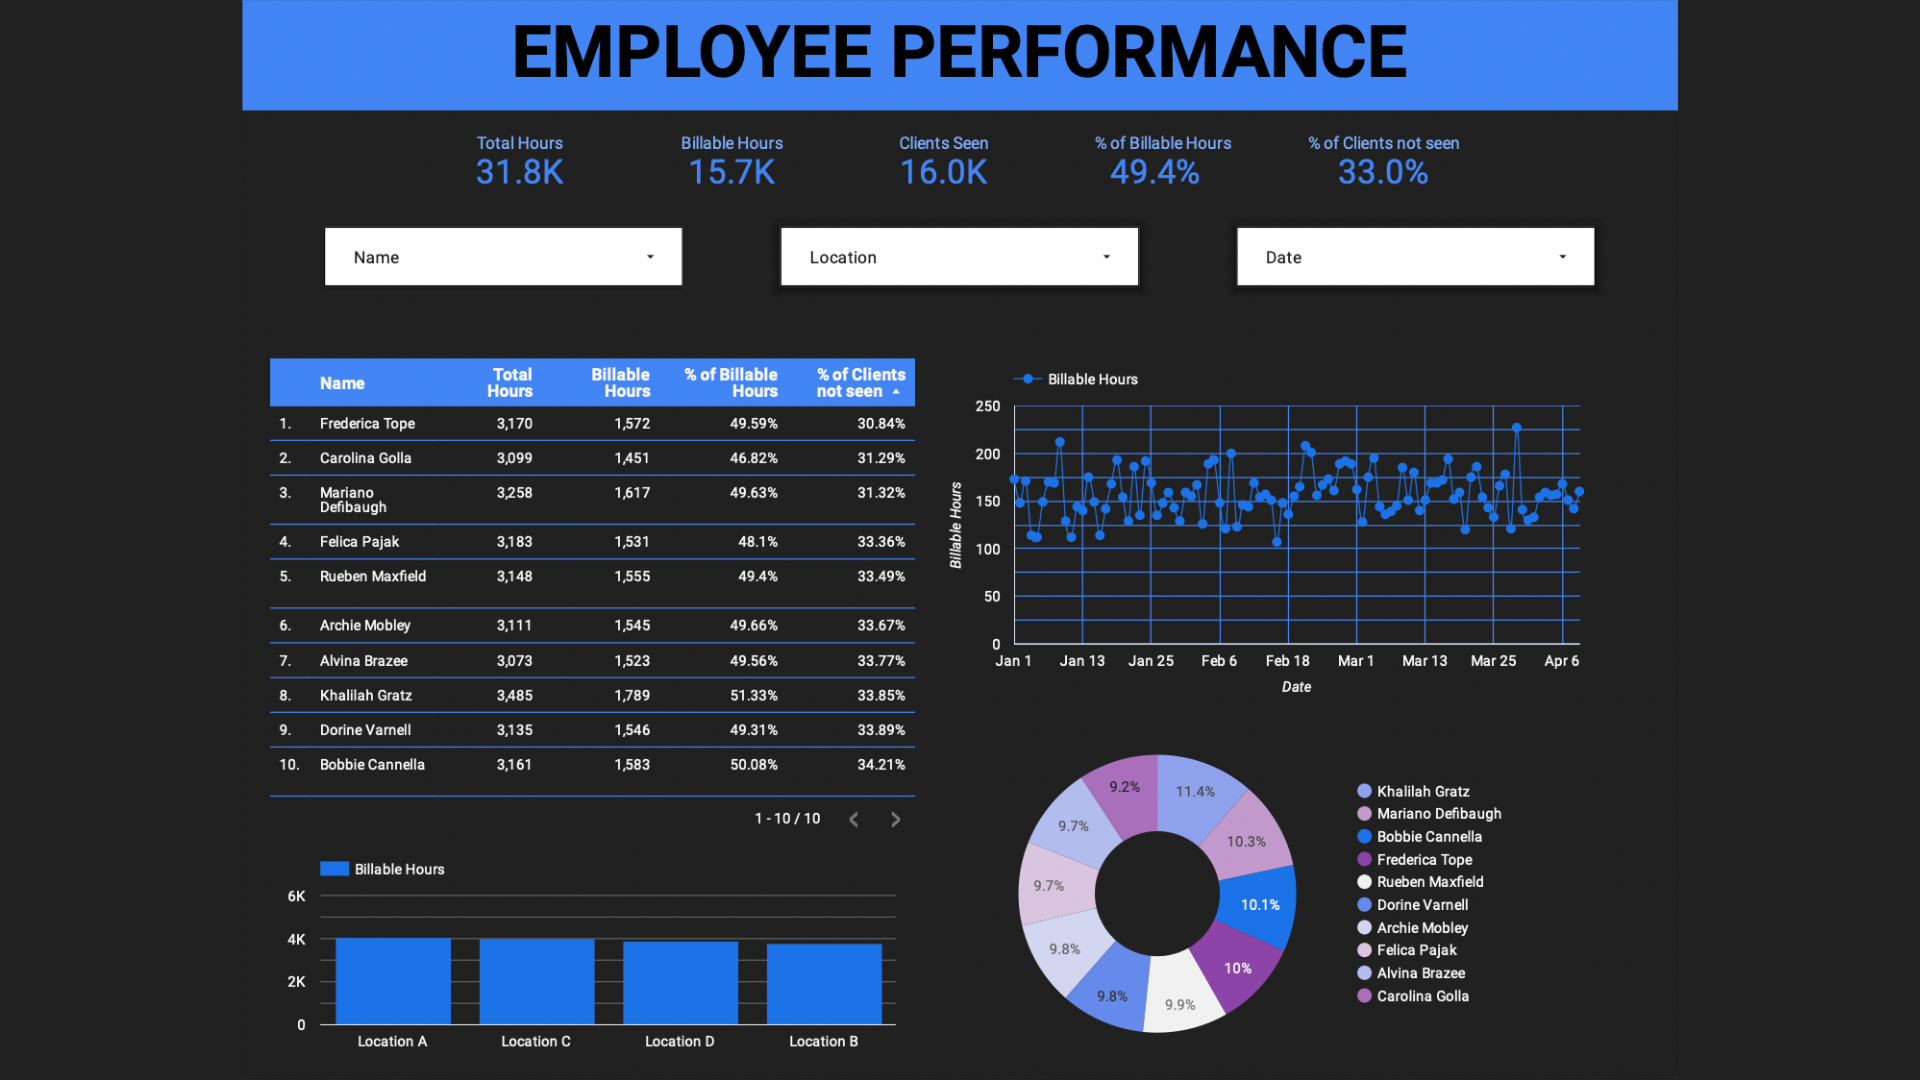 EMPLOYEE PERFORMANCE
Total Hours
31.8K
Billable Hours
15.7K
Clients Seen
16.0K
% of Billable Hours
49.4%
% of Clients not seen
33.0%
Name
Location
Date
Name Total Hours Billable Hours % of Billable Hours % of Clients not seen
1. Frederica Tope 3,170 1,572 49.59% 30.84%
2. Carolina Golla 3,099 1,451 46.82% 31.29%
3. Mariano Defibaugh 3,258 1,617 49.63% 31.32%
4. Felica Pajak 3,183 1,531 48.1% 33.36%
5. Rueben Maxfield 3,148 1,555 49.4% 33.49%
6. Archie Mobley 3,111 1,545 49.66% 33.67%
7. Alvina Brazee 3,073 1,523 49.56% 33.77%
8. Khalilah Gratz 3,485 1,789 51.33% 33.85%
9. Dorine Varnell 3,135 1,546 49.31% 33.89%
10. Bobbie Cannella 3,161 1,583 50.08% 34.21%
1 - 10 / 10
Billable Hours
250
200
150
100
50
0
Billable Hours
Jan 1 Jan 13 Jan 25 Feb 6 Feb 18 Mar 1 Mar 13 Mar 25 Apr 6
Date
Billable Hours
6K
4K
2K
0
Location A Location C Location D Location B
11.4%
10.3%
10.1%
10%
9.9%
9.8%
9.8%
9.7%
9.7%
9.2%
Khalilah Gratz
Mariano Defibaugh
Bobbie Cannella
Frederica Tope
Rueben Maxfield
Dorine Varnell
Archie Mobley
Felica Pajak
Alvina Brazee
Carolina Golla